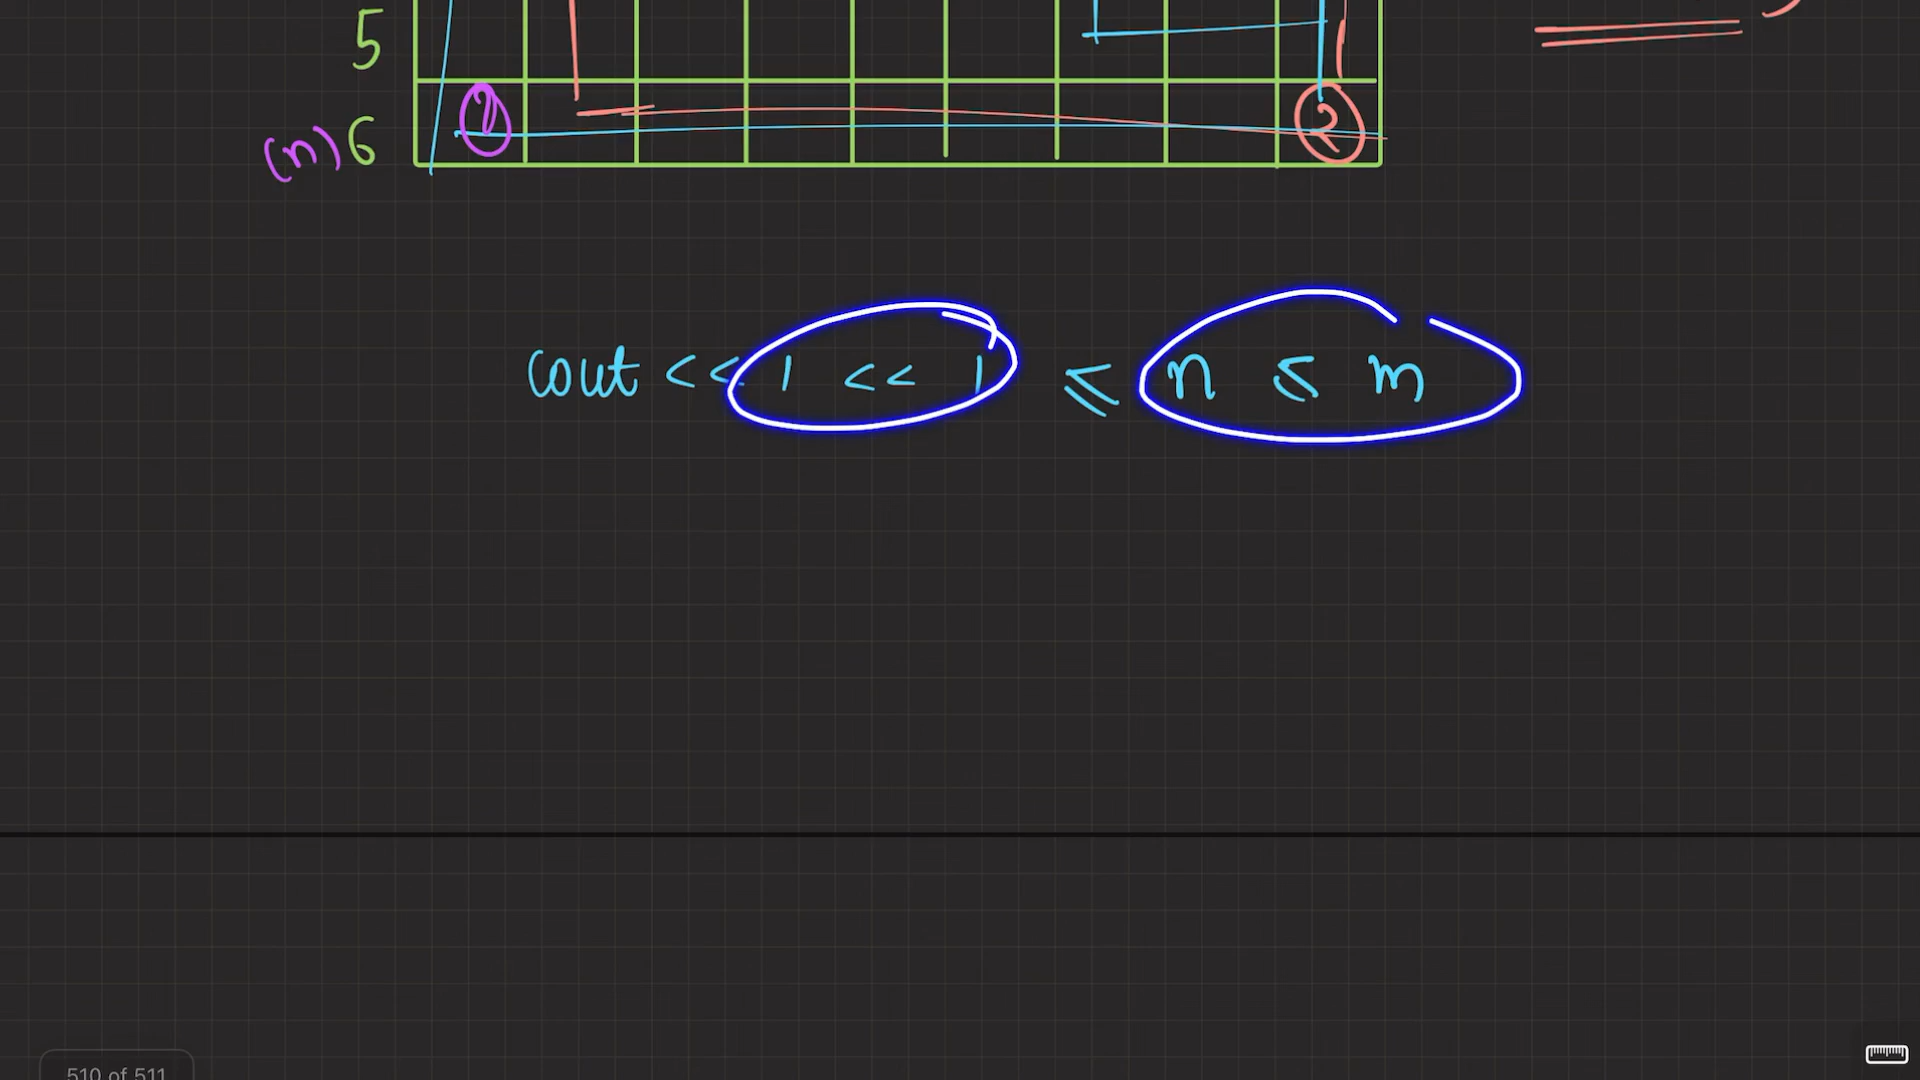 5
(n) 6 1 2
cout << 1 << 1 ≤ n ≤ m
510 of 511